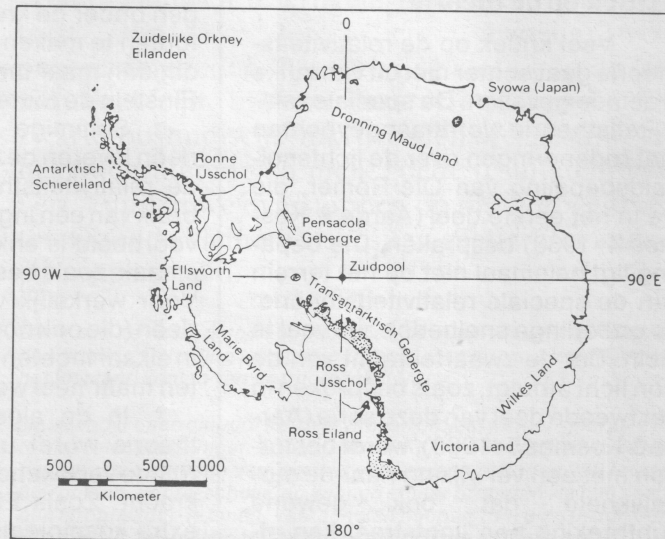 0
Zuidelijke Orkney
Eilanden
Syowa (Japan)
Dronning Maud Land
Ronne
IJsschol
Antarktisch
Schiereiland
Pensacola
Gebergte
90°W
Ellsworth
Land
Zuidpool
90°E
Transantarktisch Gebergte
Marie Byrd
Land
Ross
IJsschol
Wilkes Land
Ross Eiland
Victoria Land
500 0 500 1000
Kilometer
180°